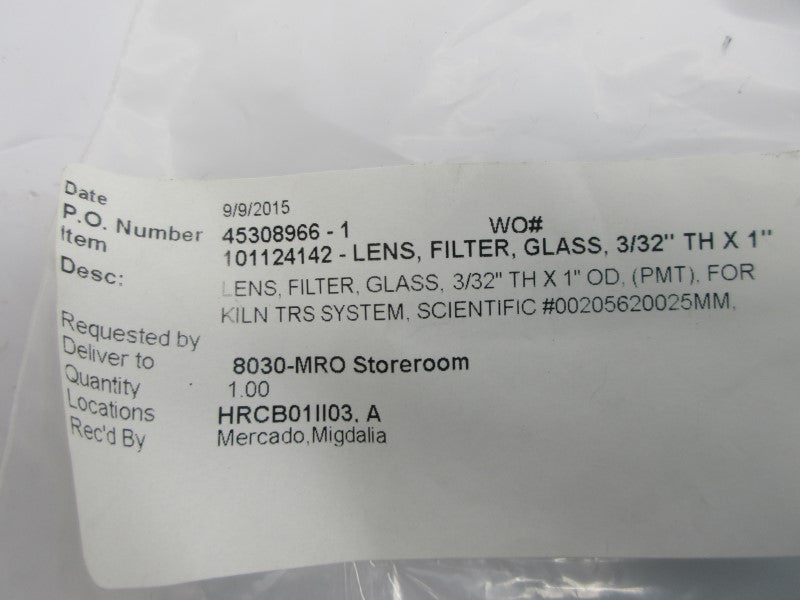 Date 9/9/2015
P.O. Number 45308966 - 1 WO#
Item 101124142 - LENS, FILTER, GLASS, 3/32" TH X 1"
Desc: LENS, FILTER, GLASS, 3/32" TH X 1" OD, (PMT), FOR
KILN TRS SYSTEM, SCIENTIFIC #00205620025MM,
Requested by
Deliver to 8030-MRO Storeroom
Quantity 1.00
Locations HRCB01II03, A
Rec'd By Mercado,Migdalia